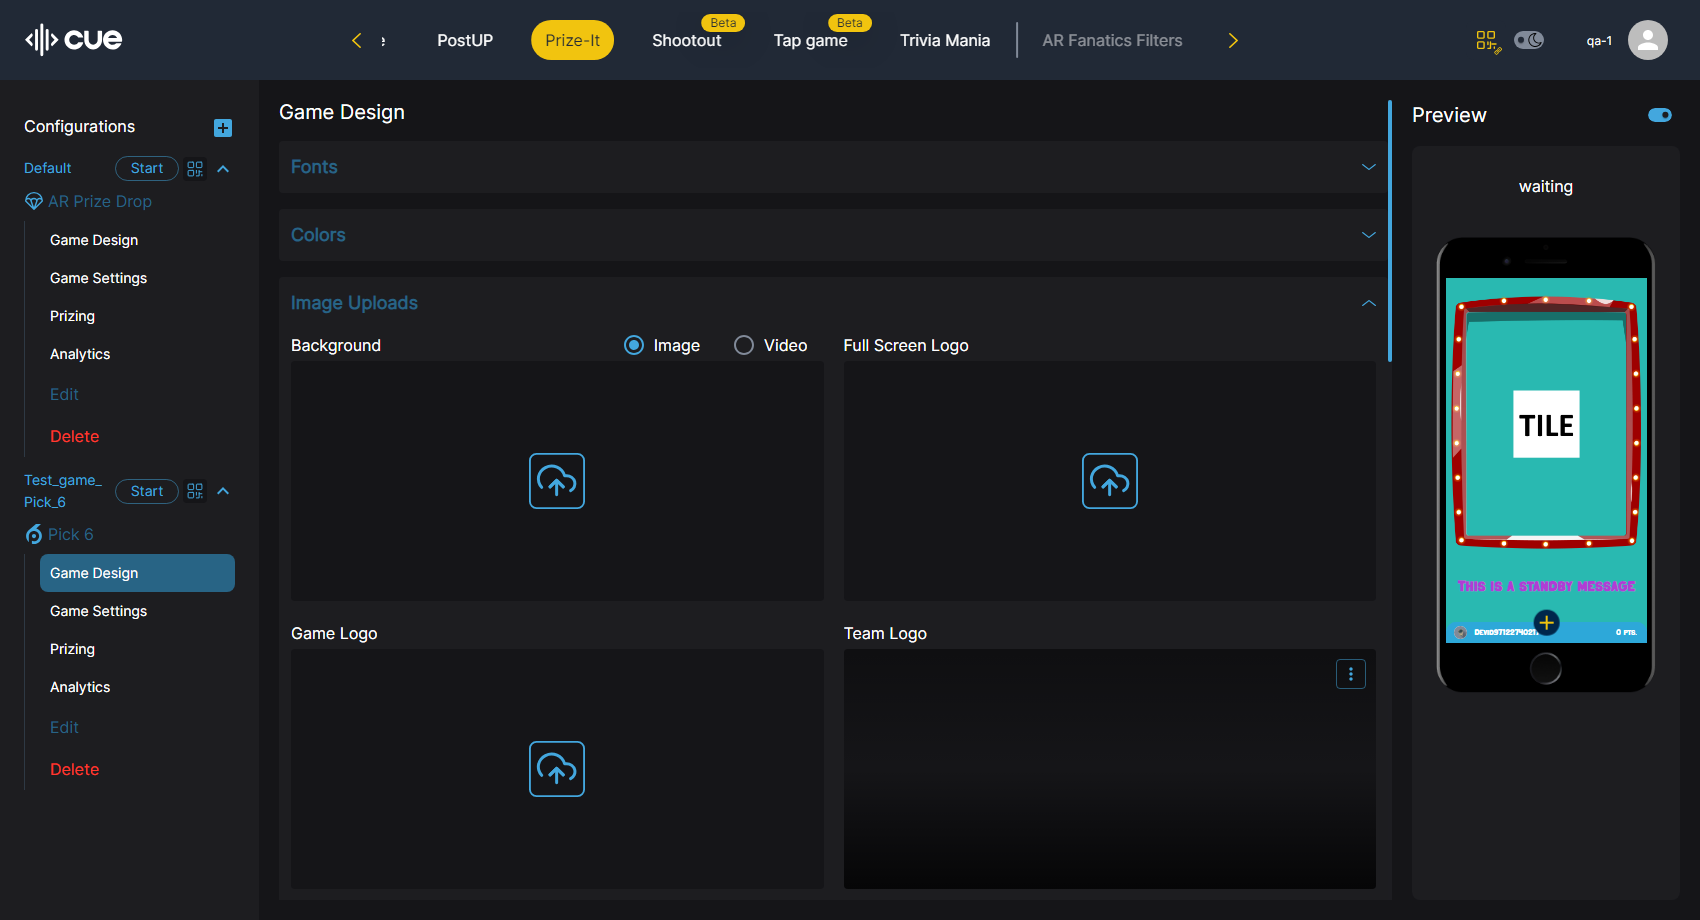 cue
e
PostUP
Prize-It
Shootout
Beta
Tap game
Beta
Trivia Mania
AR Fanatics Filters
qa-1
Configurations
Default
Start
AR Prize Drop
Game Design
Game Settings
Prizing
Analytics
Edit
Delete
Test_game_
Pick_6
Start
Pick 6
Game Design
Game Settings
Prizing
Analytics
Edit
Delete
Game Design
Fonts
Colors
Image Uploads
Background
Image
Video
Full Screen Logo
Game Logo
Team Logo
Preview
waiting
TILE
THIS IS A STANDBY MESSAGE
0 PTS.